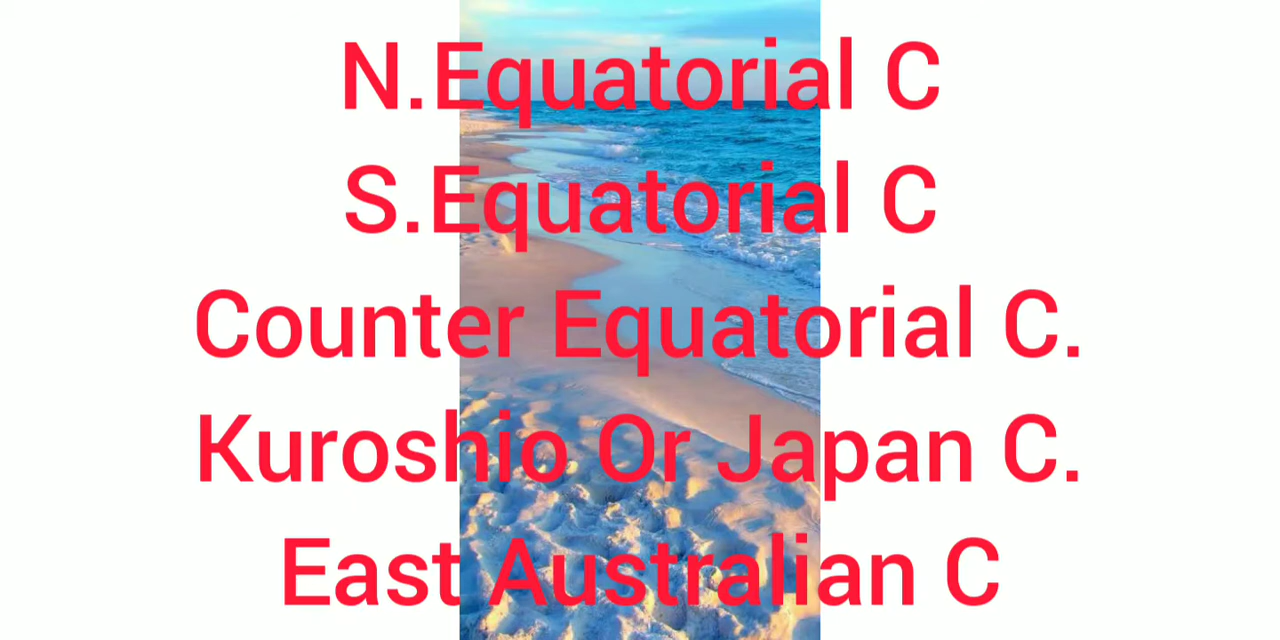 N.Equatorial C
S.Equatorial C
Counter Equatorial C.
Kuroshio Or Japan C.
East Australian C